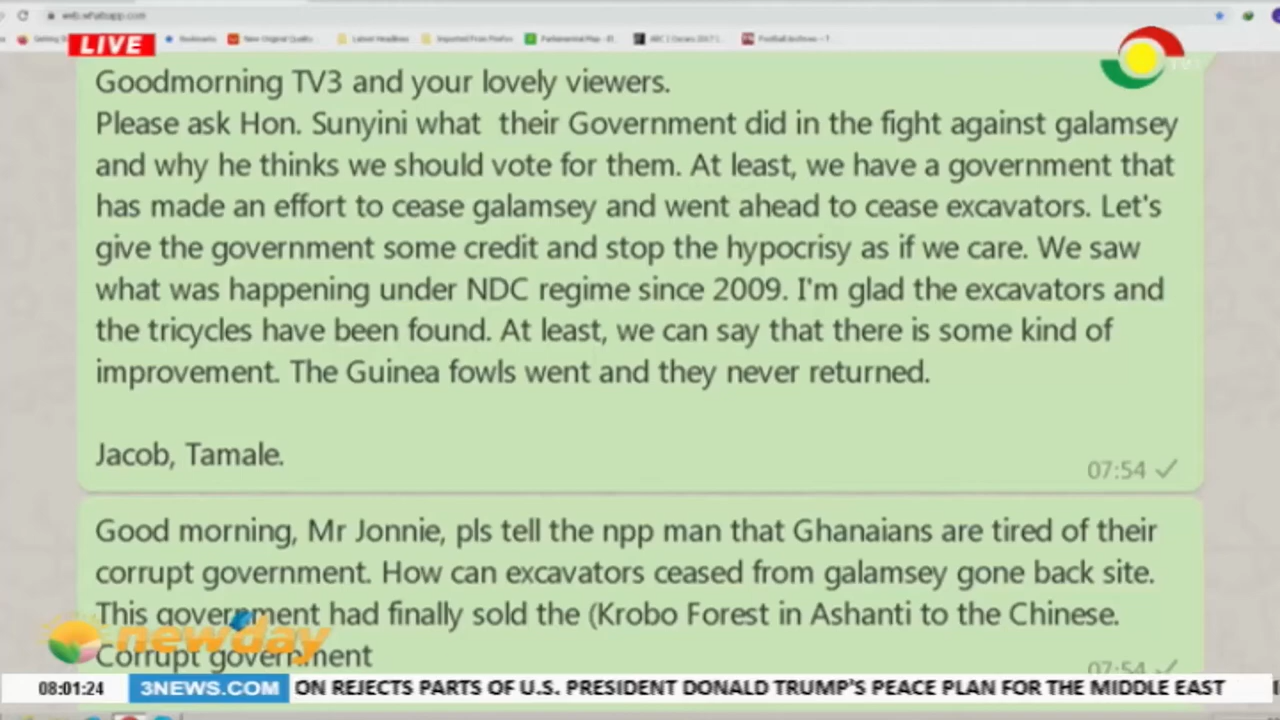 web.whatsapp.com
Bookmarks
LIVE
Goodmorning TV3 and your lovely viewers.
Please ask Hon. Sunyini what  their Government did in the fight against galamsey
and why he thinks we should vote for them. At least, we have a government that
has made an effort to cease galamsey and went ahead to cease excavators. Let's
give the government some credit and stop the hypocrisy as if we care. We saw
what was happening under NDC regime since 2009. I'm glad the excavators and
the tricycles have been found. At least, we can say that there is some kind of
improvement. The Guinea fowls went and they never returned.
Jacob, Tamale.
07:54
Good morning, Mr Jonnie, pls tell the npp man that Ghanaians are tired of their
corrupt government. How can excavators ceased from galamsey gone back site.
This government had finally sold the (Krobo Forest in Ashanti to the Chinese.
Corrupt government
07:54
newday
08:01:24 3NEWS.COM ON REJECTS PARTS OF U.S. PRESIDENT DONALD TRUMP'S PEACE PLAN FOR THE MIDDLE EAST